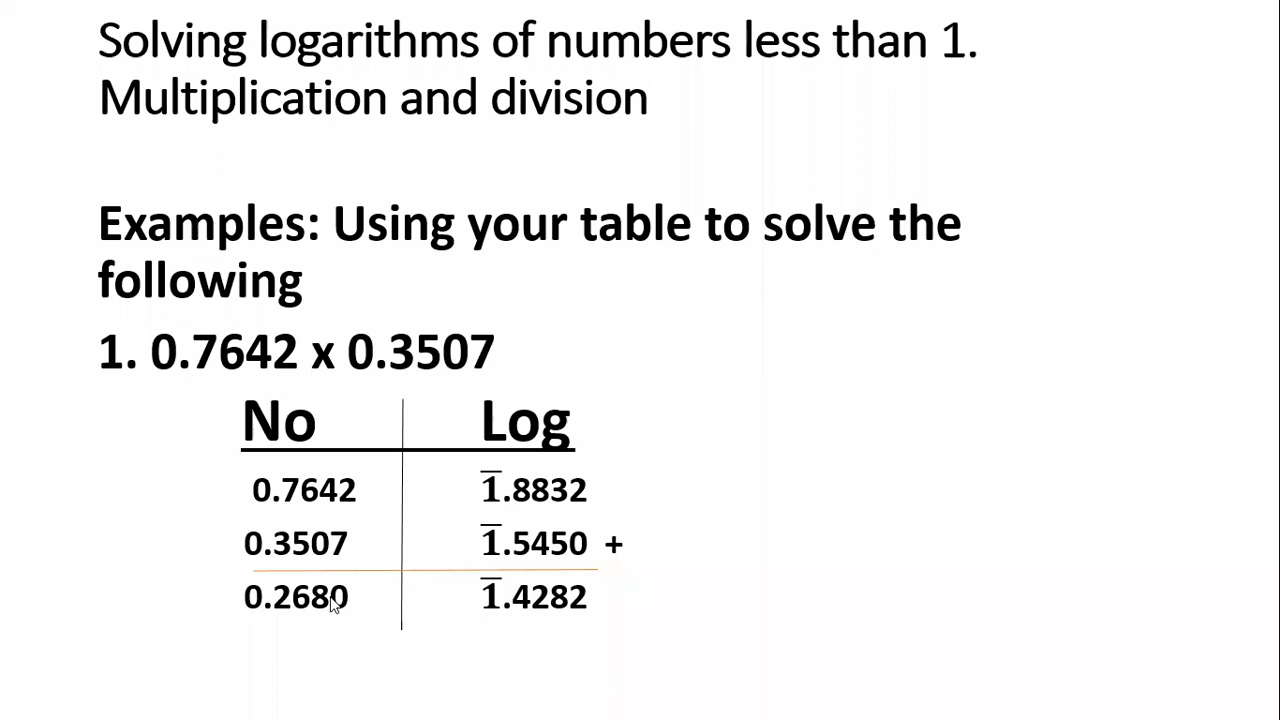 Solving logarithms of numbers less than 1.
Multiplication and division
Examples: Using your table to solve the
following
1. 0.7642 x 0.3507
No Log
0.7642 1̅.8832
0.3507 1̅.5450 +
0.2680 1̅.4282